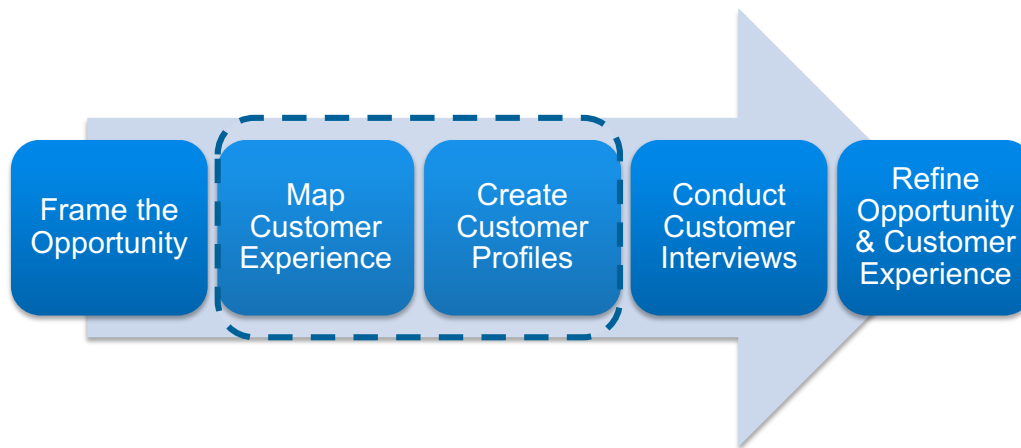 Frame the
Opportunity
Map
Customer
Experience
Create
Customer
Profiles
Conduct
Customer
Interviews
Refine
Opportunity
& Customer
Experience